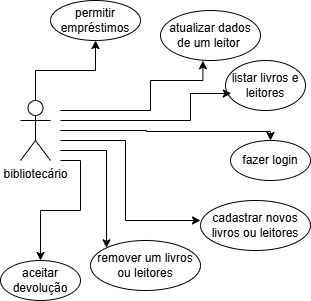 permitir
empréstimos
atualizar dados
de um leitor
listar livros e
leitores
fazer login
bibliotecário
cadastrar novos
livros ou leitores
remover um livros
ou leitores
aceitar
devolução